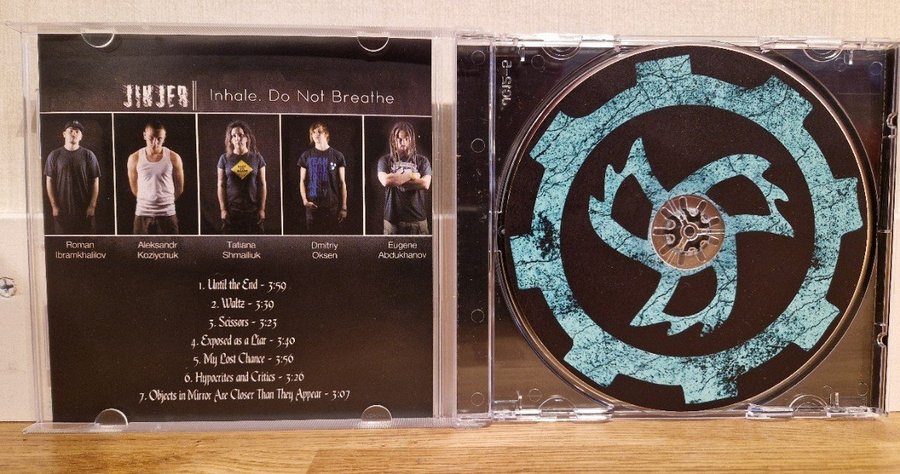 JINJER Inhale. Do Not Breathe
Roman Ibramkhalilov
Aleksandr Koziychuk
Tatiana Shmailiuk
Dmitriy Oksen
Eugene Abdukhanov
1. Until the End - 3:59
2. Waltz - 3:39
3. Scissors - 3:23
4. Exposed as a Liar - 3:40
5. My Lost Chance - 3:56
6. Hypocrites and Critics - 3:26
7. Objects in Mirror Are Closer Than They Appear - 3:07